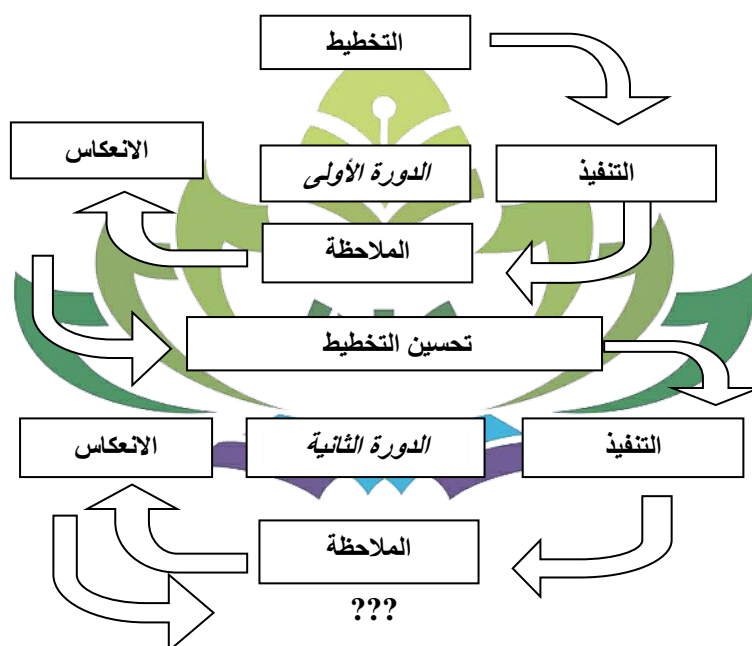 التخطيط
الانعكاس
الدورة الأولى
التنفيذ
الملاحظة
تحسين التخطيط
الانعكاس
الدورة الثانية
التنفيذ
الملاحظة
???